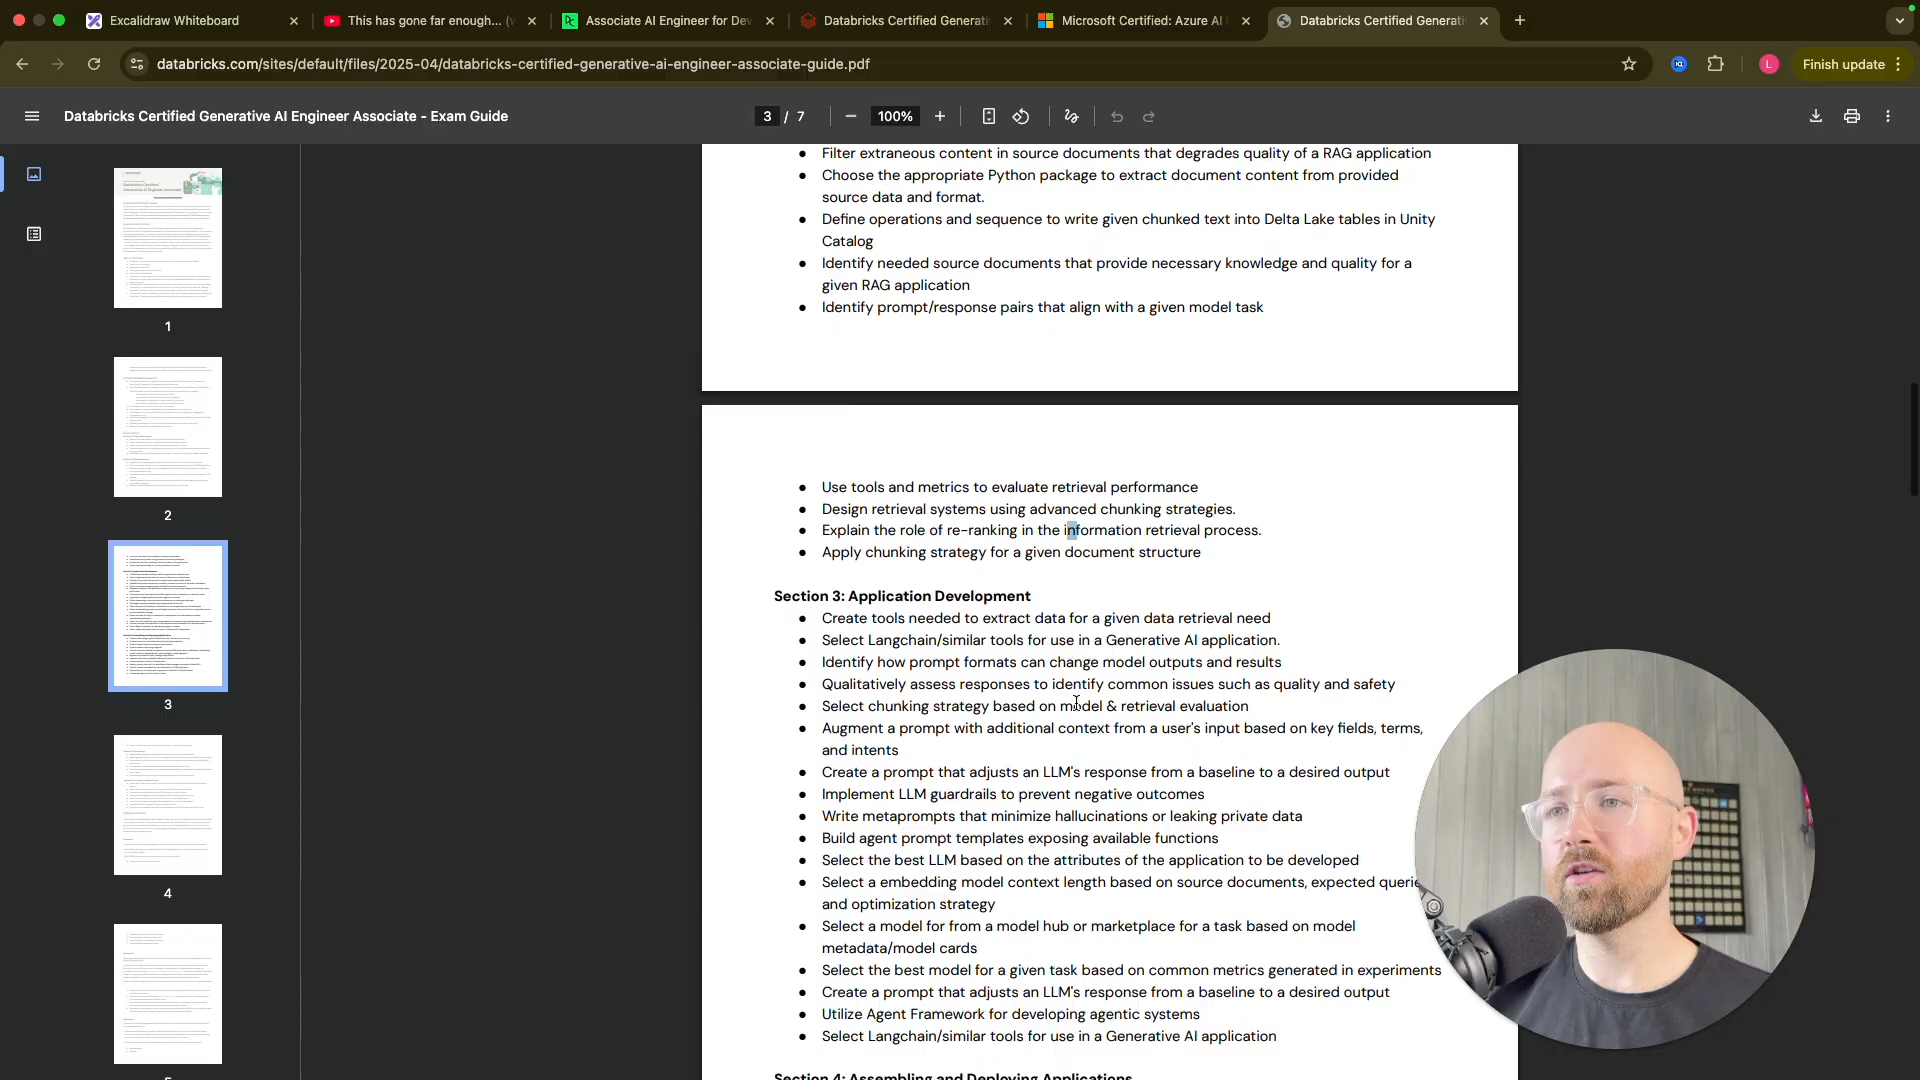 Excalidraw Whiteboard
This has gone far enough... (w
Associate AI Engineer for Dev
Databricks Certified Generati
Microsoft Certified: Azure AI
Databricks Certified Generati
databricks.com/sites/default/files/2025-04/databricks-certified-generative-ai-engineer-associate-guide.pdf
L
Finish update
Databricks Certified Generative AI Engineer Associate - Exam Guide
3 / 7
100%
1
2
3
4
● Filter extraneous content in source documents that degrades quality of a RAG application
● Choose the appropriate Python package to extract document content from provided
source data and format.
● Define operations and sequence to write given chunked text into Delta Lake tables in Unity
Catalog
● Identify needed source documents that provide necessary knowledge and quality for a
given RAG application
● Identify prompt/response pairs that align with a given model task
● Use tools and metrics to evaluate retrieval performance
● Design retrieval systems using advanced chunking strategies.
● Explain the role of re-ranking in the information retrieval process.
● Apply chunking strategy for a given document structure
Section 3: Application Development
● Create tools needed to extract data for a given data retrieval need
● Select Langchain/similar tools for use in a Generative AI application.
● Identify how prompt formats can change model outputs and results
● Qualitatively assess responses to identify common issues such as quality and safety
● Select chunking strategy based on model & retrieval evaluation
● Augment a prompt with additional context from a user's input based on key fields, terms,
and intents
● Create a prompt that adjusts an LLM's response from a baseline to a desired output
● Implement LLM guardrails to prevent negative outcomes
● Write metaprompts that minimize hallucinations or leaking private data
● Build agent prompt templates exposing available functions
● Select the best LLM based on the attributes of the application to be developed
● Select a embedding model context length based on source documents, expected querie
and optimization strategy
● Select a model for from a model hub or marketplace for a task based on model
metadata/model cards
● Select the best model for a given task based on common metrics generated in experiments
● Create a prompt that adjusts an LLM's response from a baseline to a desired output
● Utilize Agent Framework for developing agentic systems
● Select Langchain/similar tools for use in a Generative AI application
Section 4: Assembling and Deploying Applications